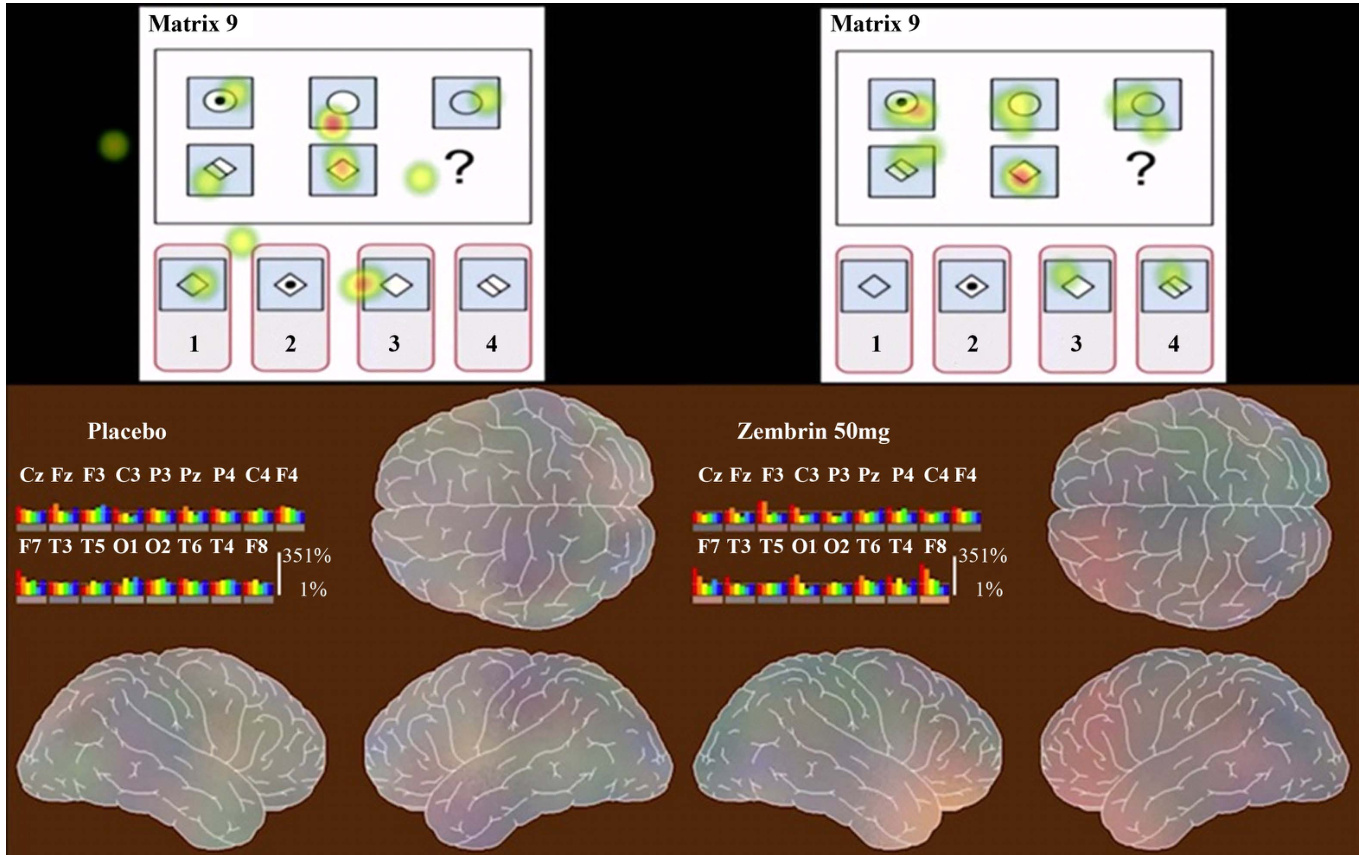 Matrix 9
?
1 2 3 4
Matrix 9
?
1 2 3 4
Placebo
Cz Fz F3 C3 P3 Pz P4 C4 F4
F7 T3 T5 O1 O2 T6 T4 F8
351%
1%
Zembrin 50mg
Cz Fz F3 C3 P3 Pz P4 C4 F4
F7 T3 T5 O1 O2 T6 T4 F8
351%
1%